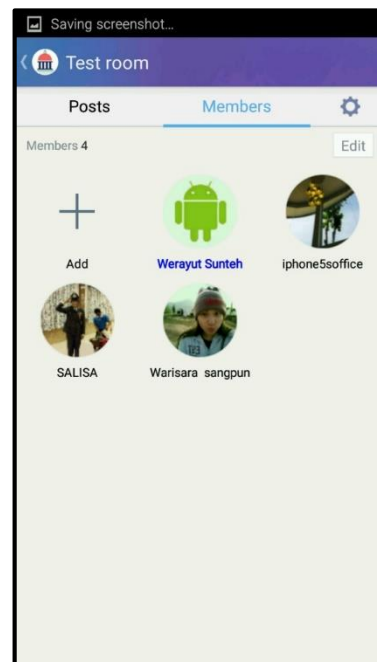 Saving screenshot...
Test room
Posts Members
Members 4 Edit
Add Werayut Sunteh iphone5soffice
SALISA Warisara sangpun